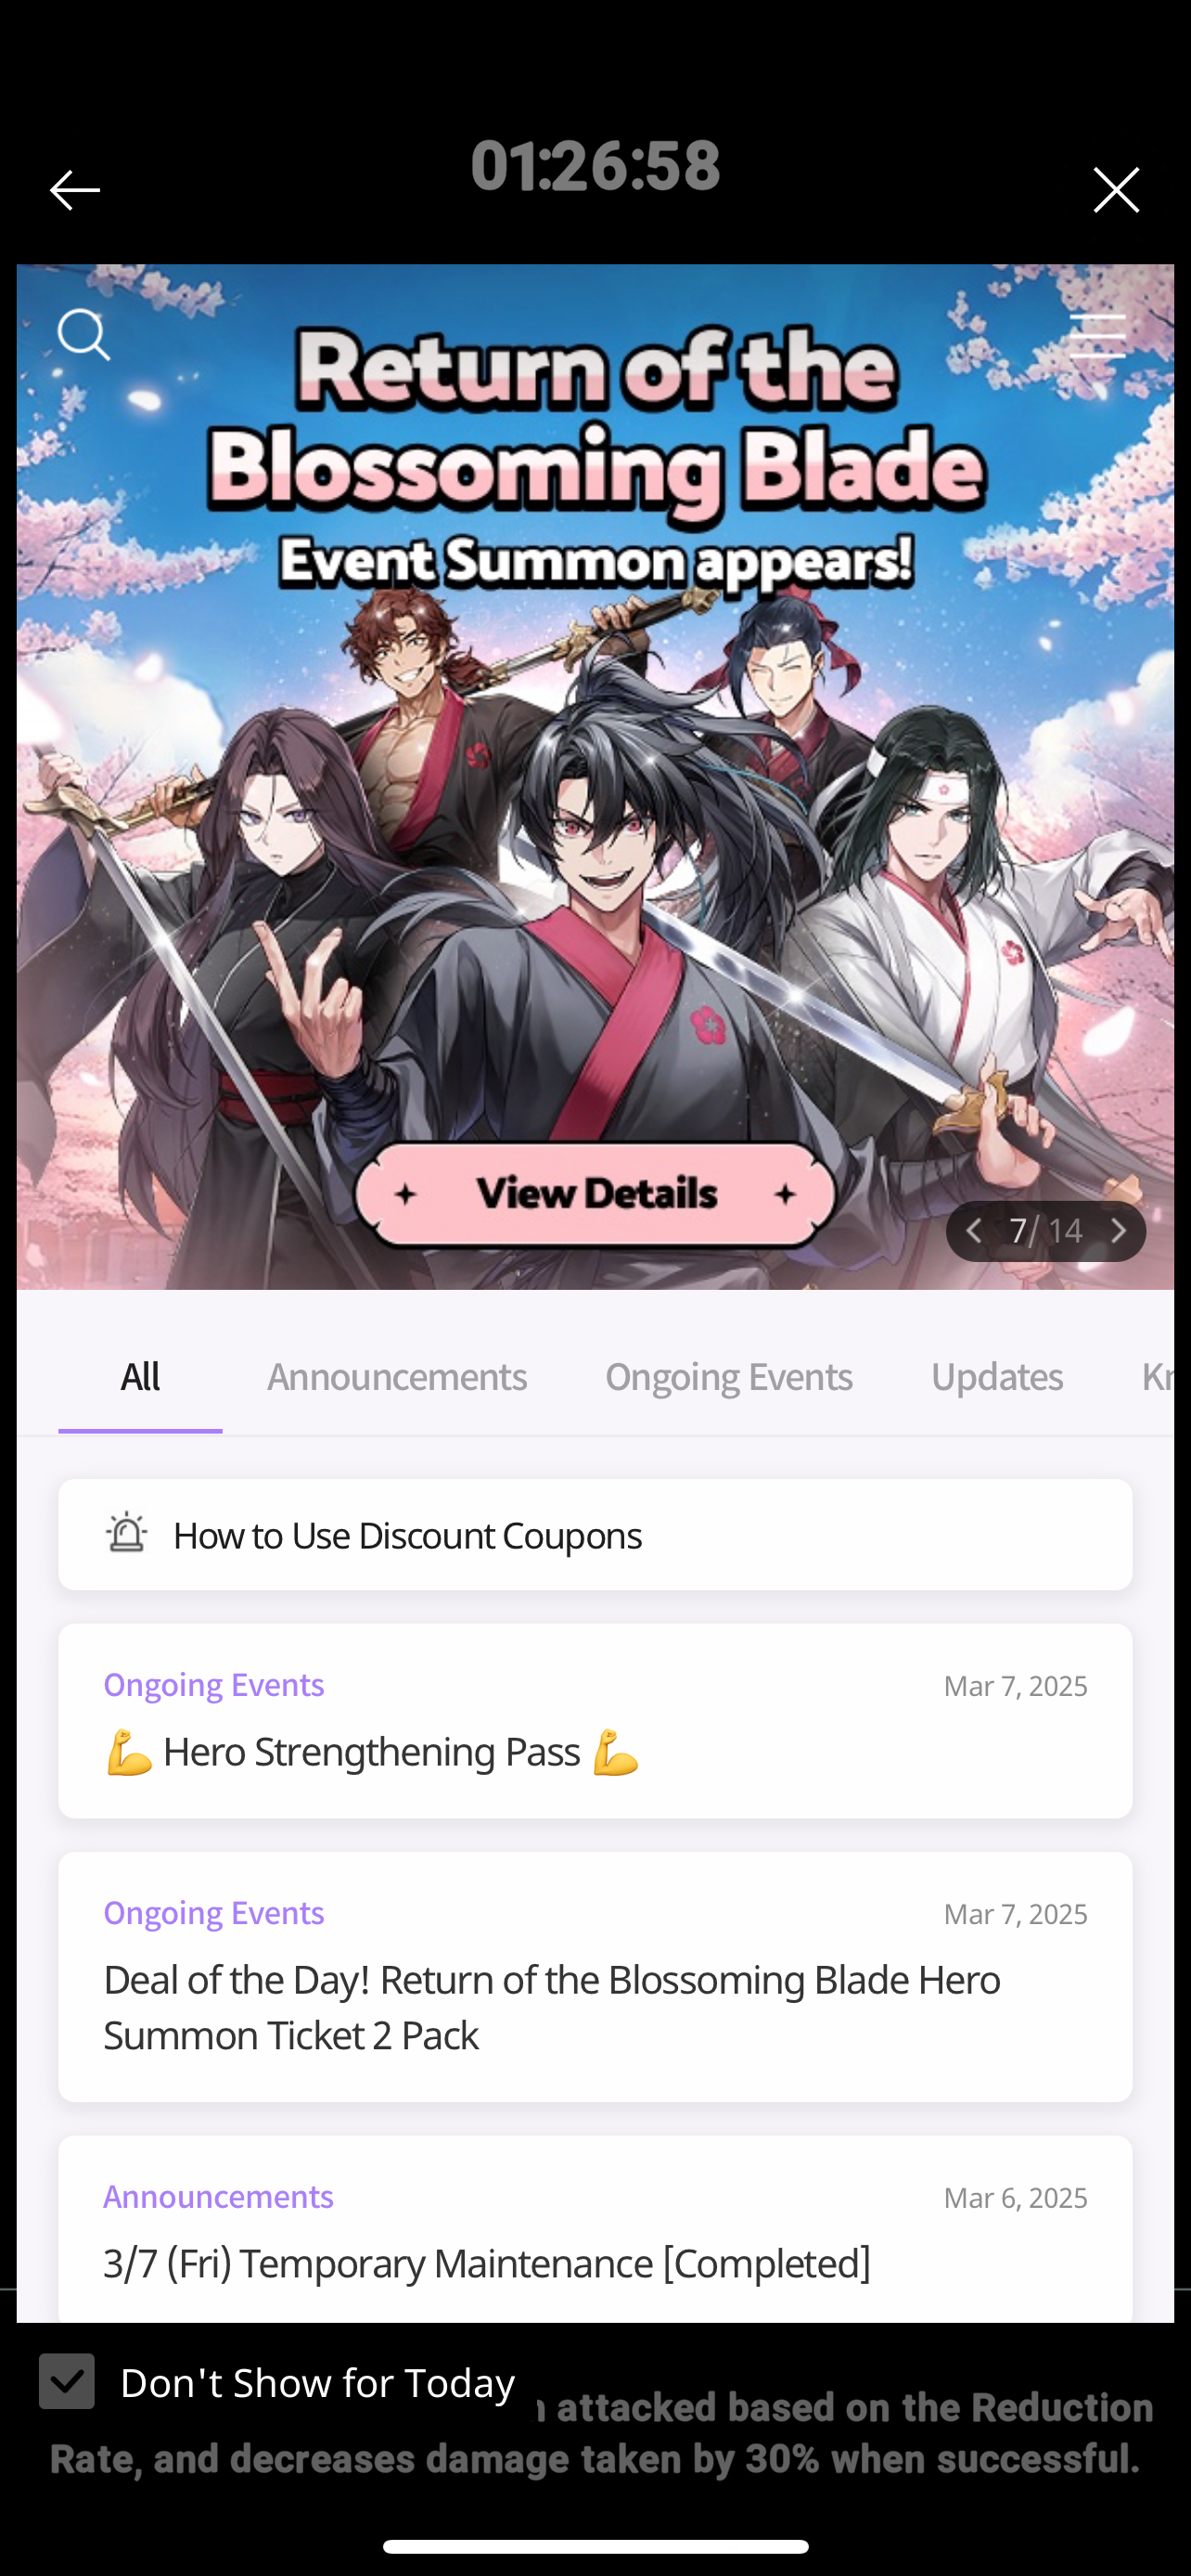 01:26:58
Return of the
Blossoming Blade
Event Summon appears!
View Details
7/ 14
All Announcements Ongoing Events Updates
How to Use Discount Coupons
Ongoing Events Mar 7, 2025
💪 Hero Strengthening Pass 💪
Ongoing Events Mar 7, 2025
Deal of the Day! Return of the Blossoming Blade Hero
Summon Ticket 2 Pack
Announcements Mar 6, 2025
3/7 (Fri) Temporary Maintenance [Completed]
Don't Show for Today
attacked based on the Reduction
Rate, and decreases damage taken by 30% when successful.